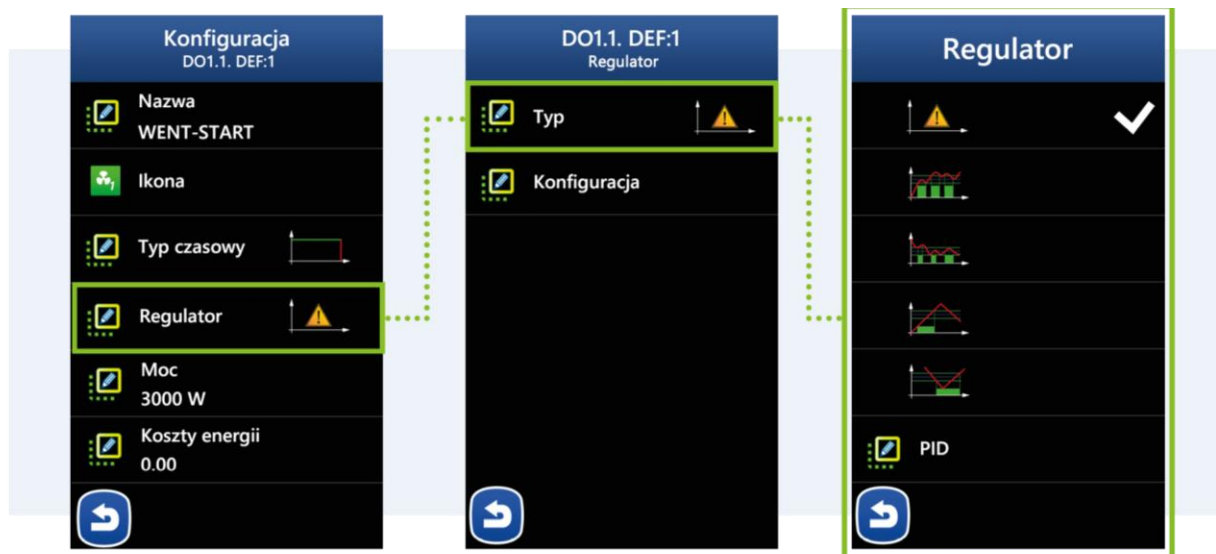 Konfiguracja
DO1.1. DEF:1
Nazwa
WENT-START
Ikona
Typ czasowy
Regulator
Moc
3000 W
Koszty energii
0.00
DO1.1. DEF:1
Regulator
Typ
Konfiguracja
Regulator
PID